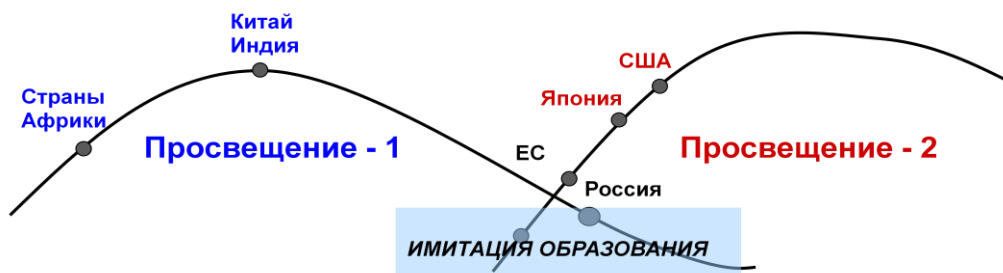 Китай
Индия
Страны
Африки
Просвещение - 1
США
Япония
Просвещение - 2
ЕС
Россия
ИМИТАЦИЯ ОБРАЗОВАНИЯ